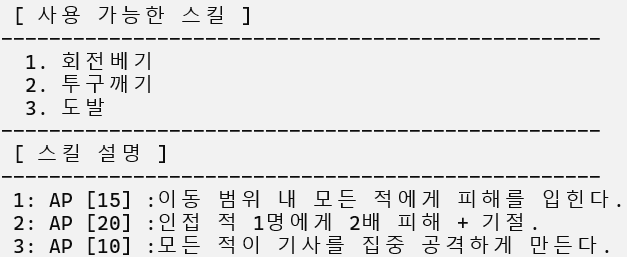 [ 사용 가능한 스킬 ]
--------------------------------------------------
1. 회전베기
2. 투구깨기
3. 도발
--------------------------------------------------
[ 스킬 설명 ]
--------------------------------------------------
1: AP [15] :이동 범위 내 모든 적에게 피해를 입힌다.
2: AP [20] :인접 적 1명에게 2배 피해 + 기절.
3: AP [10] :모든 적이 기사를 집중 공격하게 만든다.